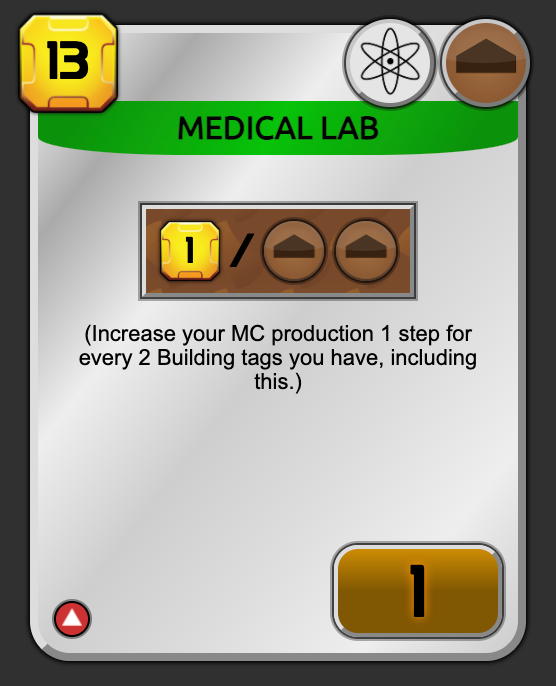 13
MEDICAL LAB
1 /
(Increase your MC production 1 step for
every 2 Building tags you have, including
this.)
1